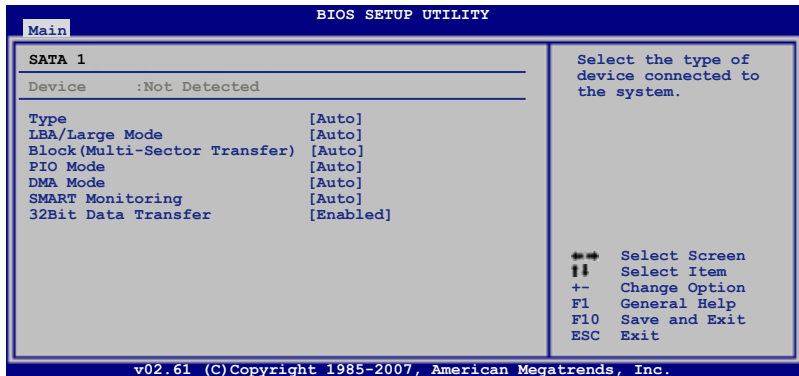 BIOS SETUP UTILITY
Main
SATA 1
Device :Not Detected
Type [Auto]
LBA/Large Mode [Auto]
Block(Multi-Sector Transfer) [Auto]
PIO Mode [Auto]
DMA Mode [Auto]
SMART Monitoring [Auto]
32Bit Data Transfer [Enabled]
Select the type of
device connected to
the system.
Select Screen
Select Item
+- Change Option
F1 General Help
F10 Save and Exit
ESC Exit
v02.61 (C)Copyright 1985-2007, American Megatrends, Inc.